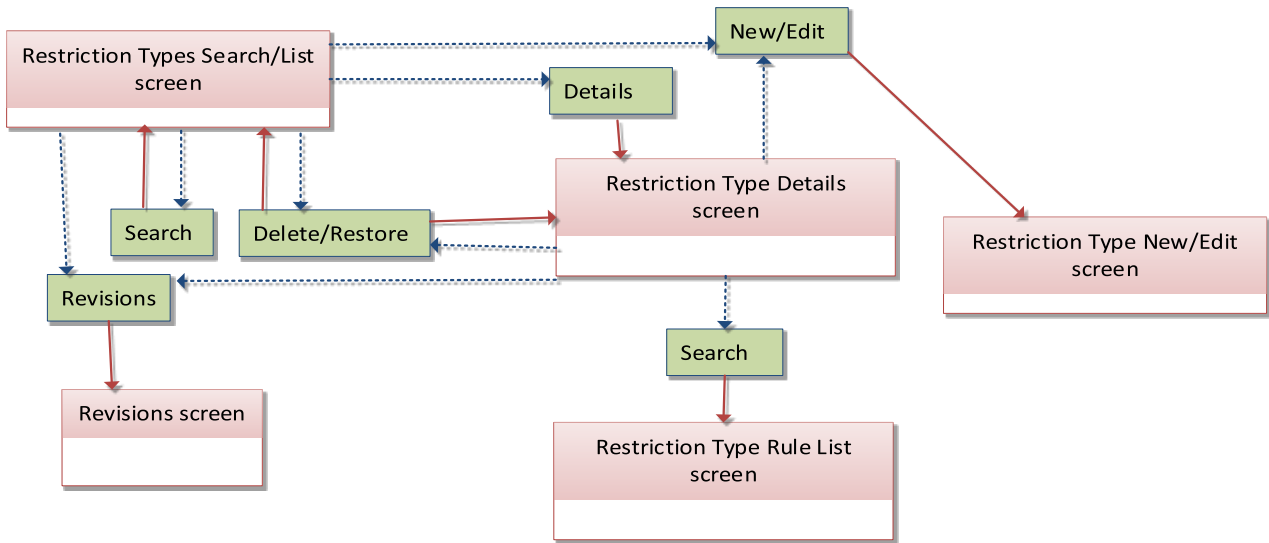 New/Edit
Restriction Types Search/List
screen
Details
Restriction Type Details
screen
Search
Delete/Restore
Restriction Type New/Edit
screen
Revisions
Search
Revisions screen
Restriction Type Rule List
screen